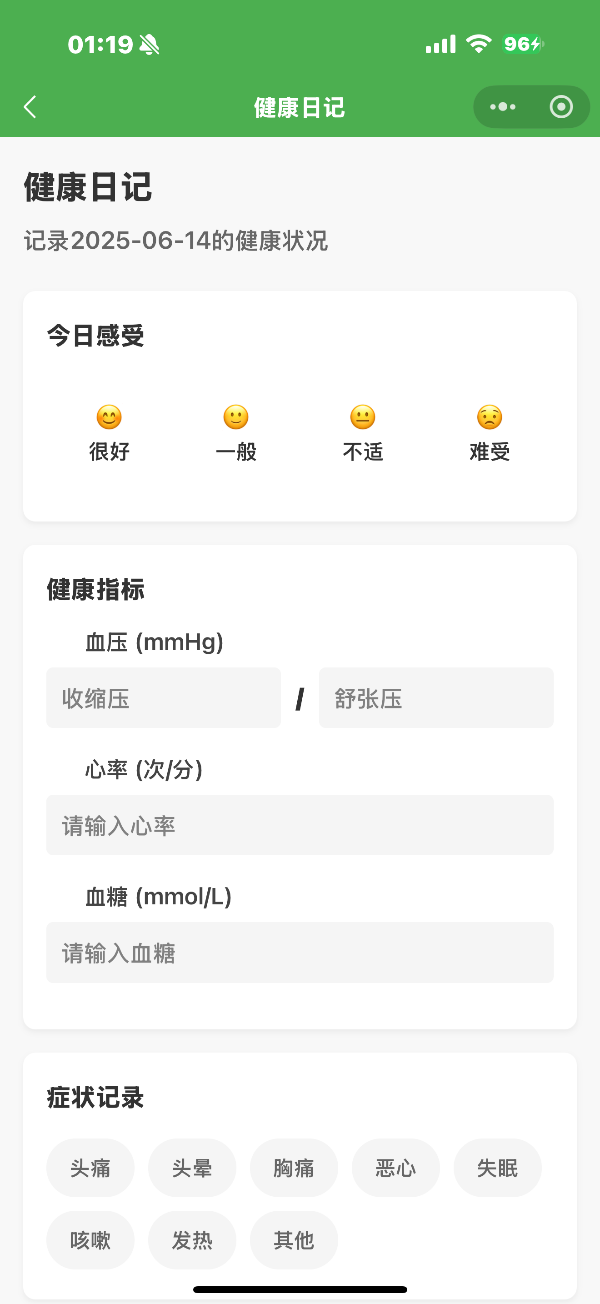 01:19 96
健康日记
健康日记
记录2025-06-14的健康状况
今日感受
很好 一般 不适 难受
健康指标
血压 (mmHg)
收缩压 / 舒张压
心率 (次/分)
请输入心率
血糖 (mmol/L)
请输入血糖
症状记录
头痛 头晕 胸痛 恶心 失眠
咳嗽 发热 其他